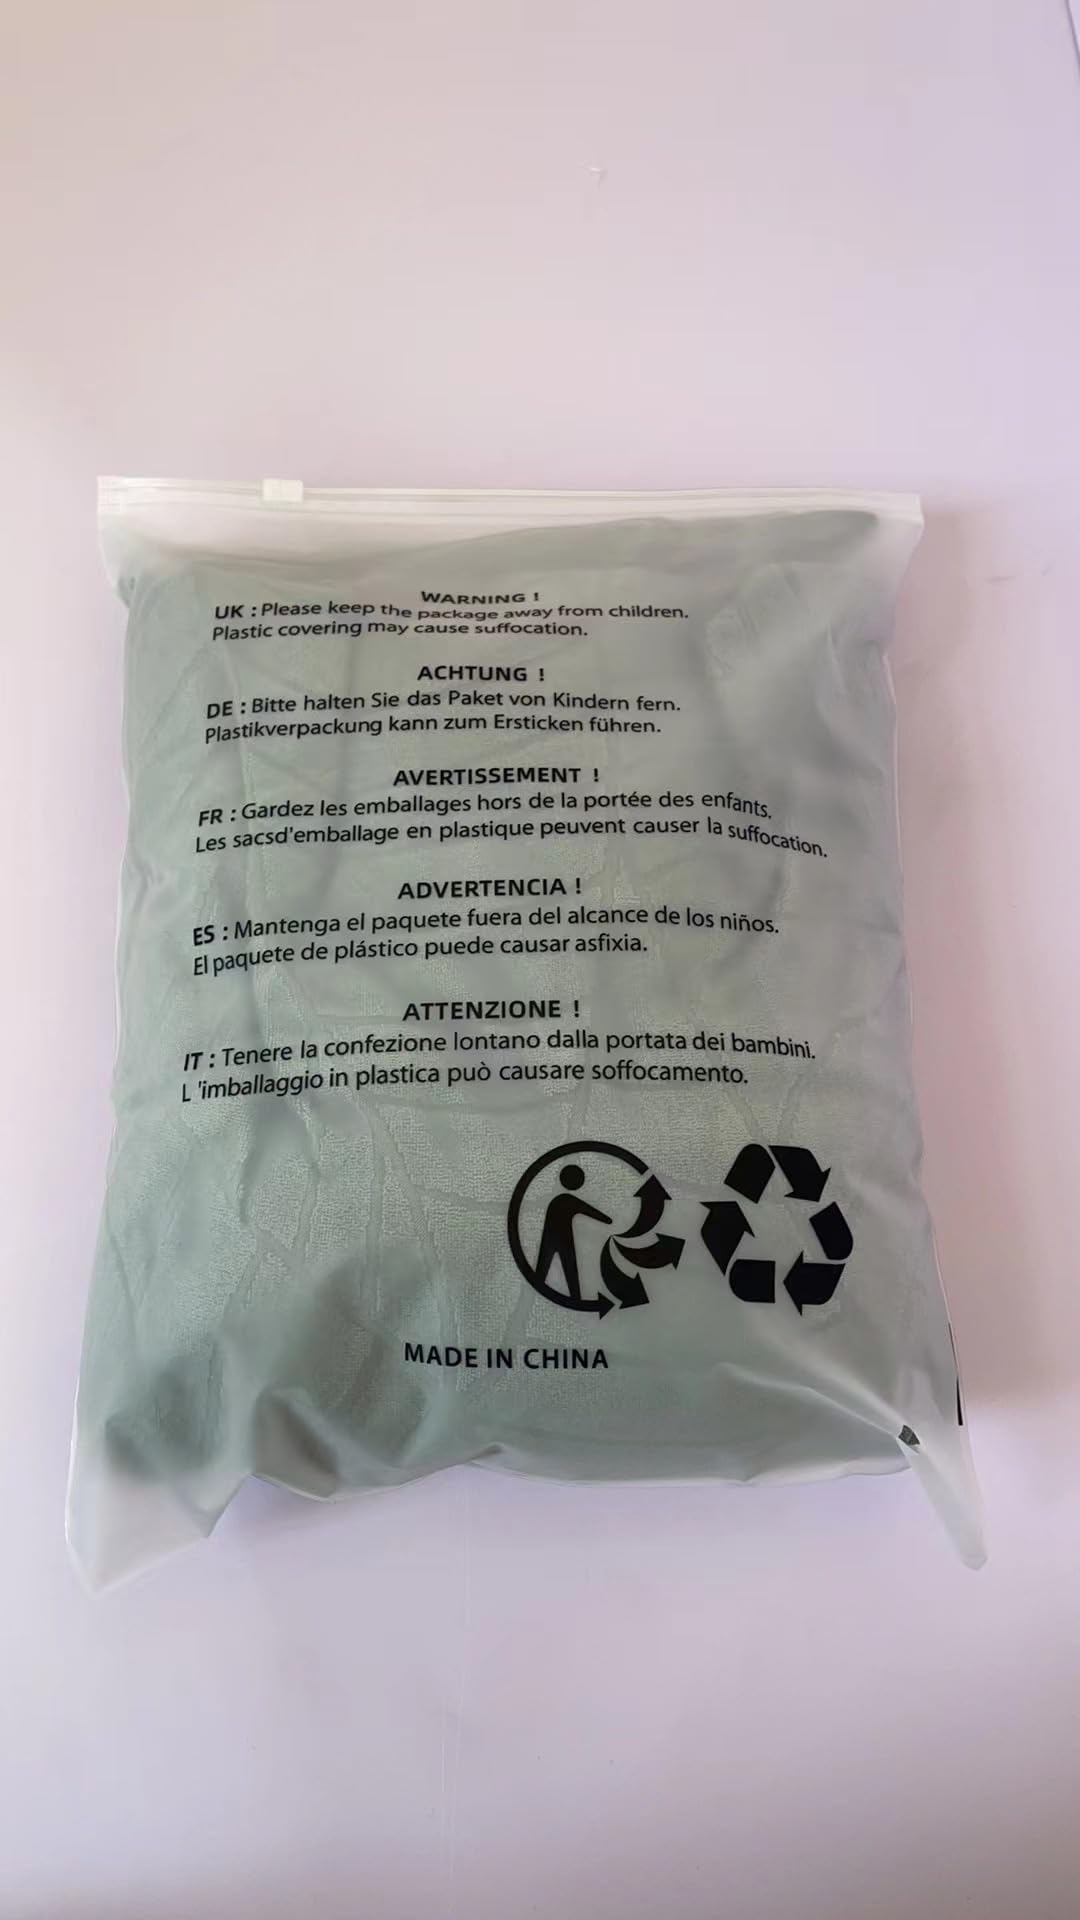 WARNING !
UK : Please keep the package away from children.
Plastic covering may cause suffocation.
ACHTUNG !
DE : Bitte halten Sie das Paket von Kindern fern.
Plastikverpackung kann zum Ersticken führen.
AVERTISSEMENT !
FR : Gardez les emballages hors de la portée des enfants,
Les sacsd'emballage en plastique peuvent causer la suffocation.
ADVERTENCIA !
ES : Mantenga el paquete fuera del alcance de los niños.
El paquete de plástico puede causar asfixia.
ATTENZIONE !
IT : Tenere la confezione lontano dalla portata dei bambini.
L 'imballaggio in plastica può causare soffocamento.
MADE IN CHINA